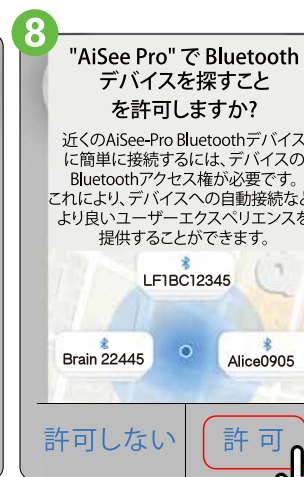 8
"AiSee Pro" で Bluetooth
デバイスを探すこと
を許可しますか?
近くのAiSee-Pro Bluetoothデバイス
に簡単に接続するには、デバイスの
Bluetoothアクセス権が必要です。
これにより、デバイスへの自動接続など
より良いユーザーエクスペリエンスを
提供することができます。
LF1BC12345
Brain 22445
Alice0905
許可しない
許 可